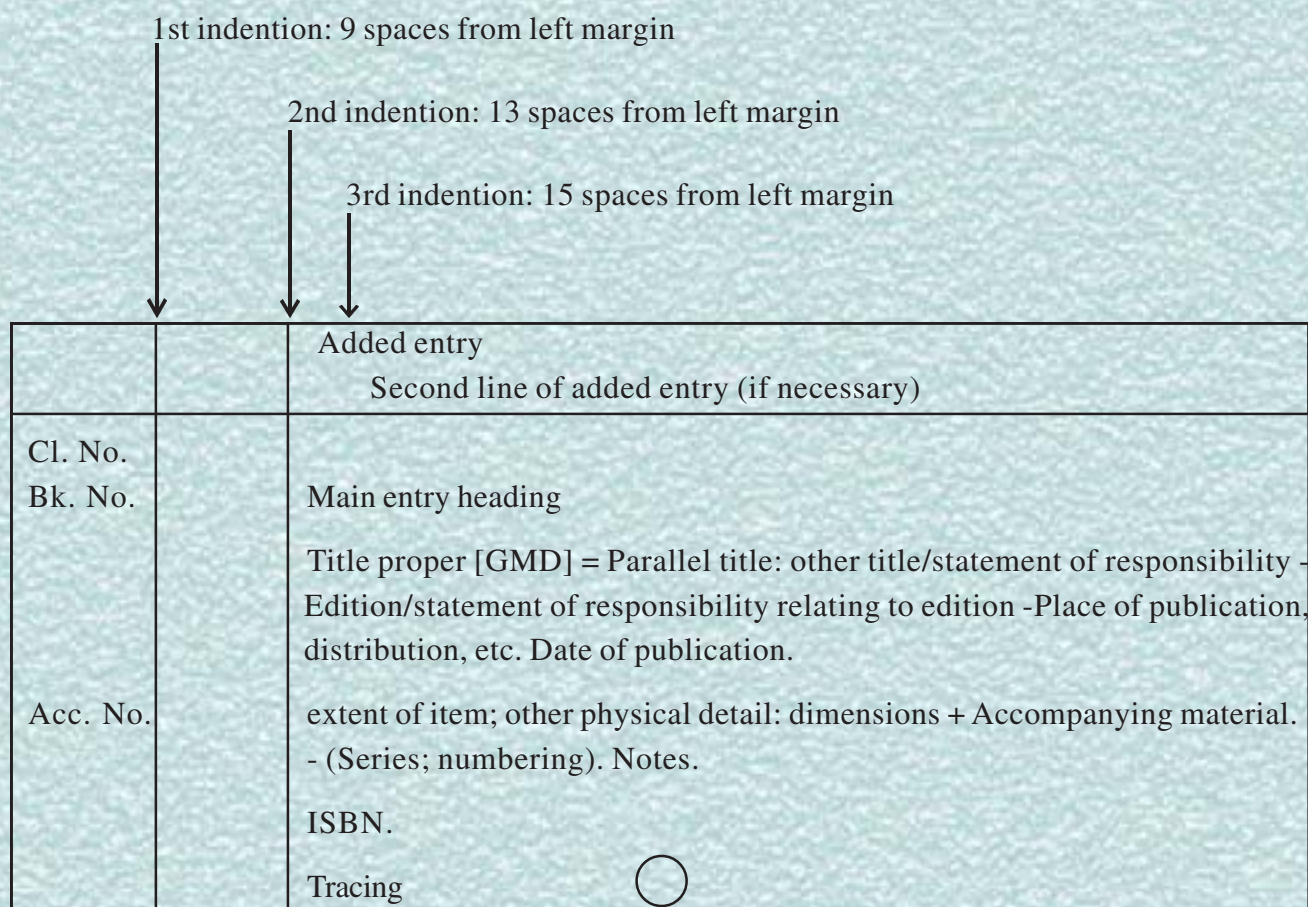 1st indention: 9 spaces from left margin
2nd indention: 13 spaces from left margin
3rd indention: 15 spaces from left margin
Added entry
Second line of added entry (if necessary)
Cl. No.
Bk. No. Main entry heading
Title proper [GMD] = Parallel title: other title/statement of responsibility -
Edition/statement of responsibility relating to edition -Place of publication,
distribution, etc. Date of publication.
Acc. No. extent of item; other physical detail: dimensions + Accompanying material.
- (Series; numbering). Notes.
ISBN.
Tracing